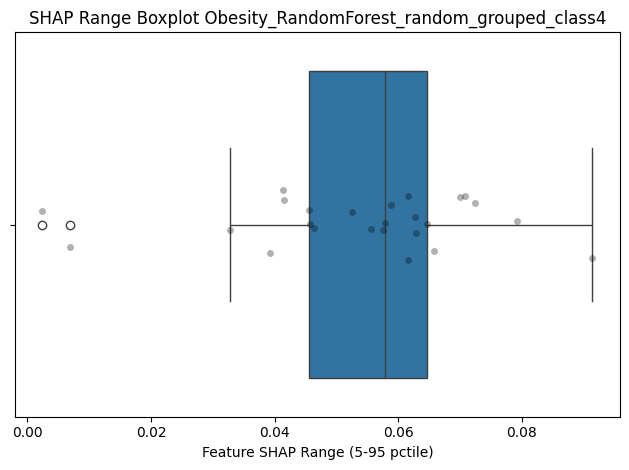 SHAP Range Boxplot Obesity_RandomForest_random_grouped_class4
0.00 0.02 0.04 0.06 0.08
Feature SHAP Range (5-95 pctile)